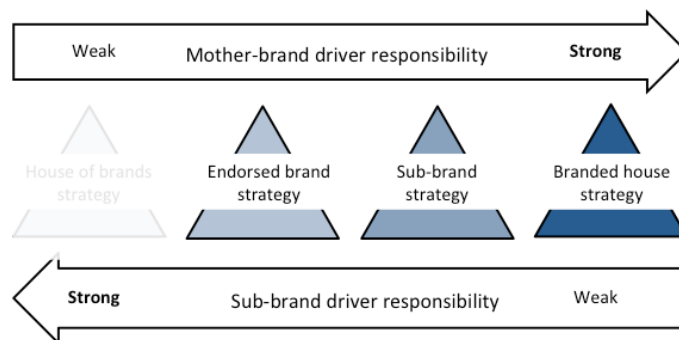 Weak Mother-brand driver responsibility Strong
House of brands Endorsed brand Sub-brand Branded house
strategy strategy strategy strategy
Strong Sub-brand driver responsibility Weak